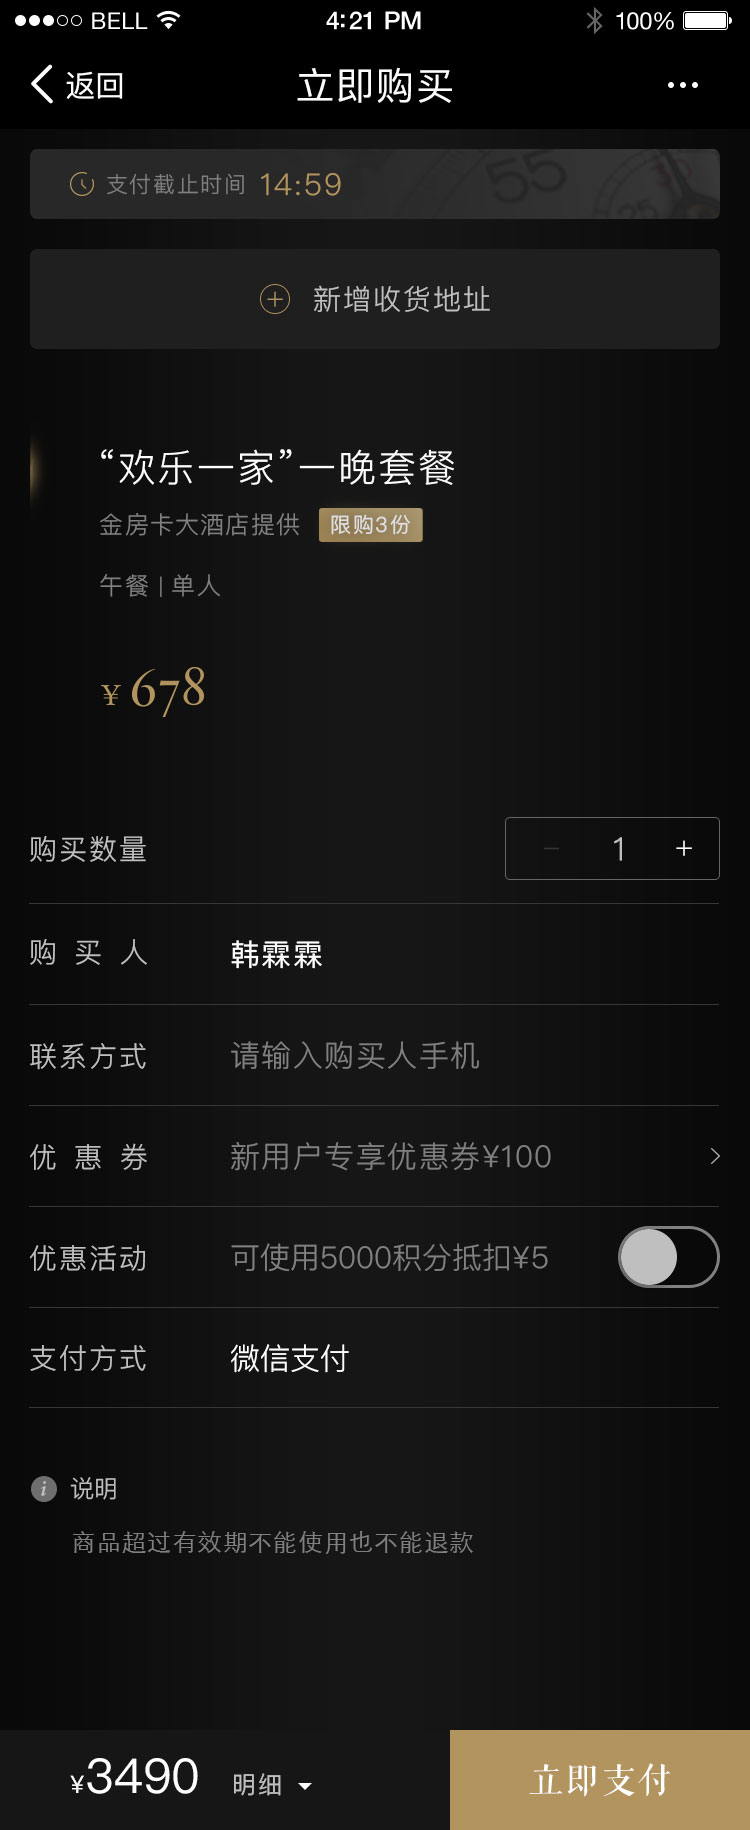 BELL 4:21 PM 100%
返回 立即购买
支付截止时间 14:59
新增收货地址
“欢乐一家”一晚套餐
金房卡大酒店提供 限购3份
午餐 | 单人
¥ 678
购买数量 − 1 +
购买人 韩霖霖
联系方式 请输入购买人手机
优惠券 新用户专享优惠券¥100
优惠活动 可使用5000积分抵扣¥5
支付方式 微信支付
i 说明
商品超过有效期不能使用也不能退款
¥3490 明细 立即支付